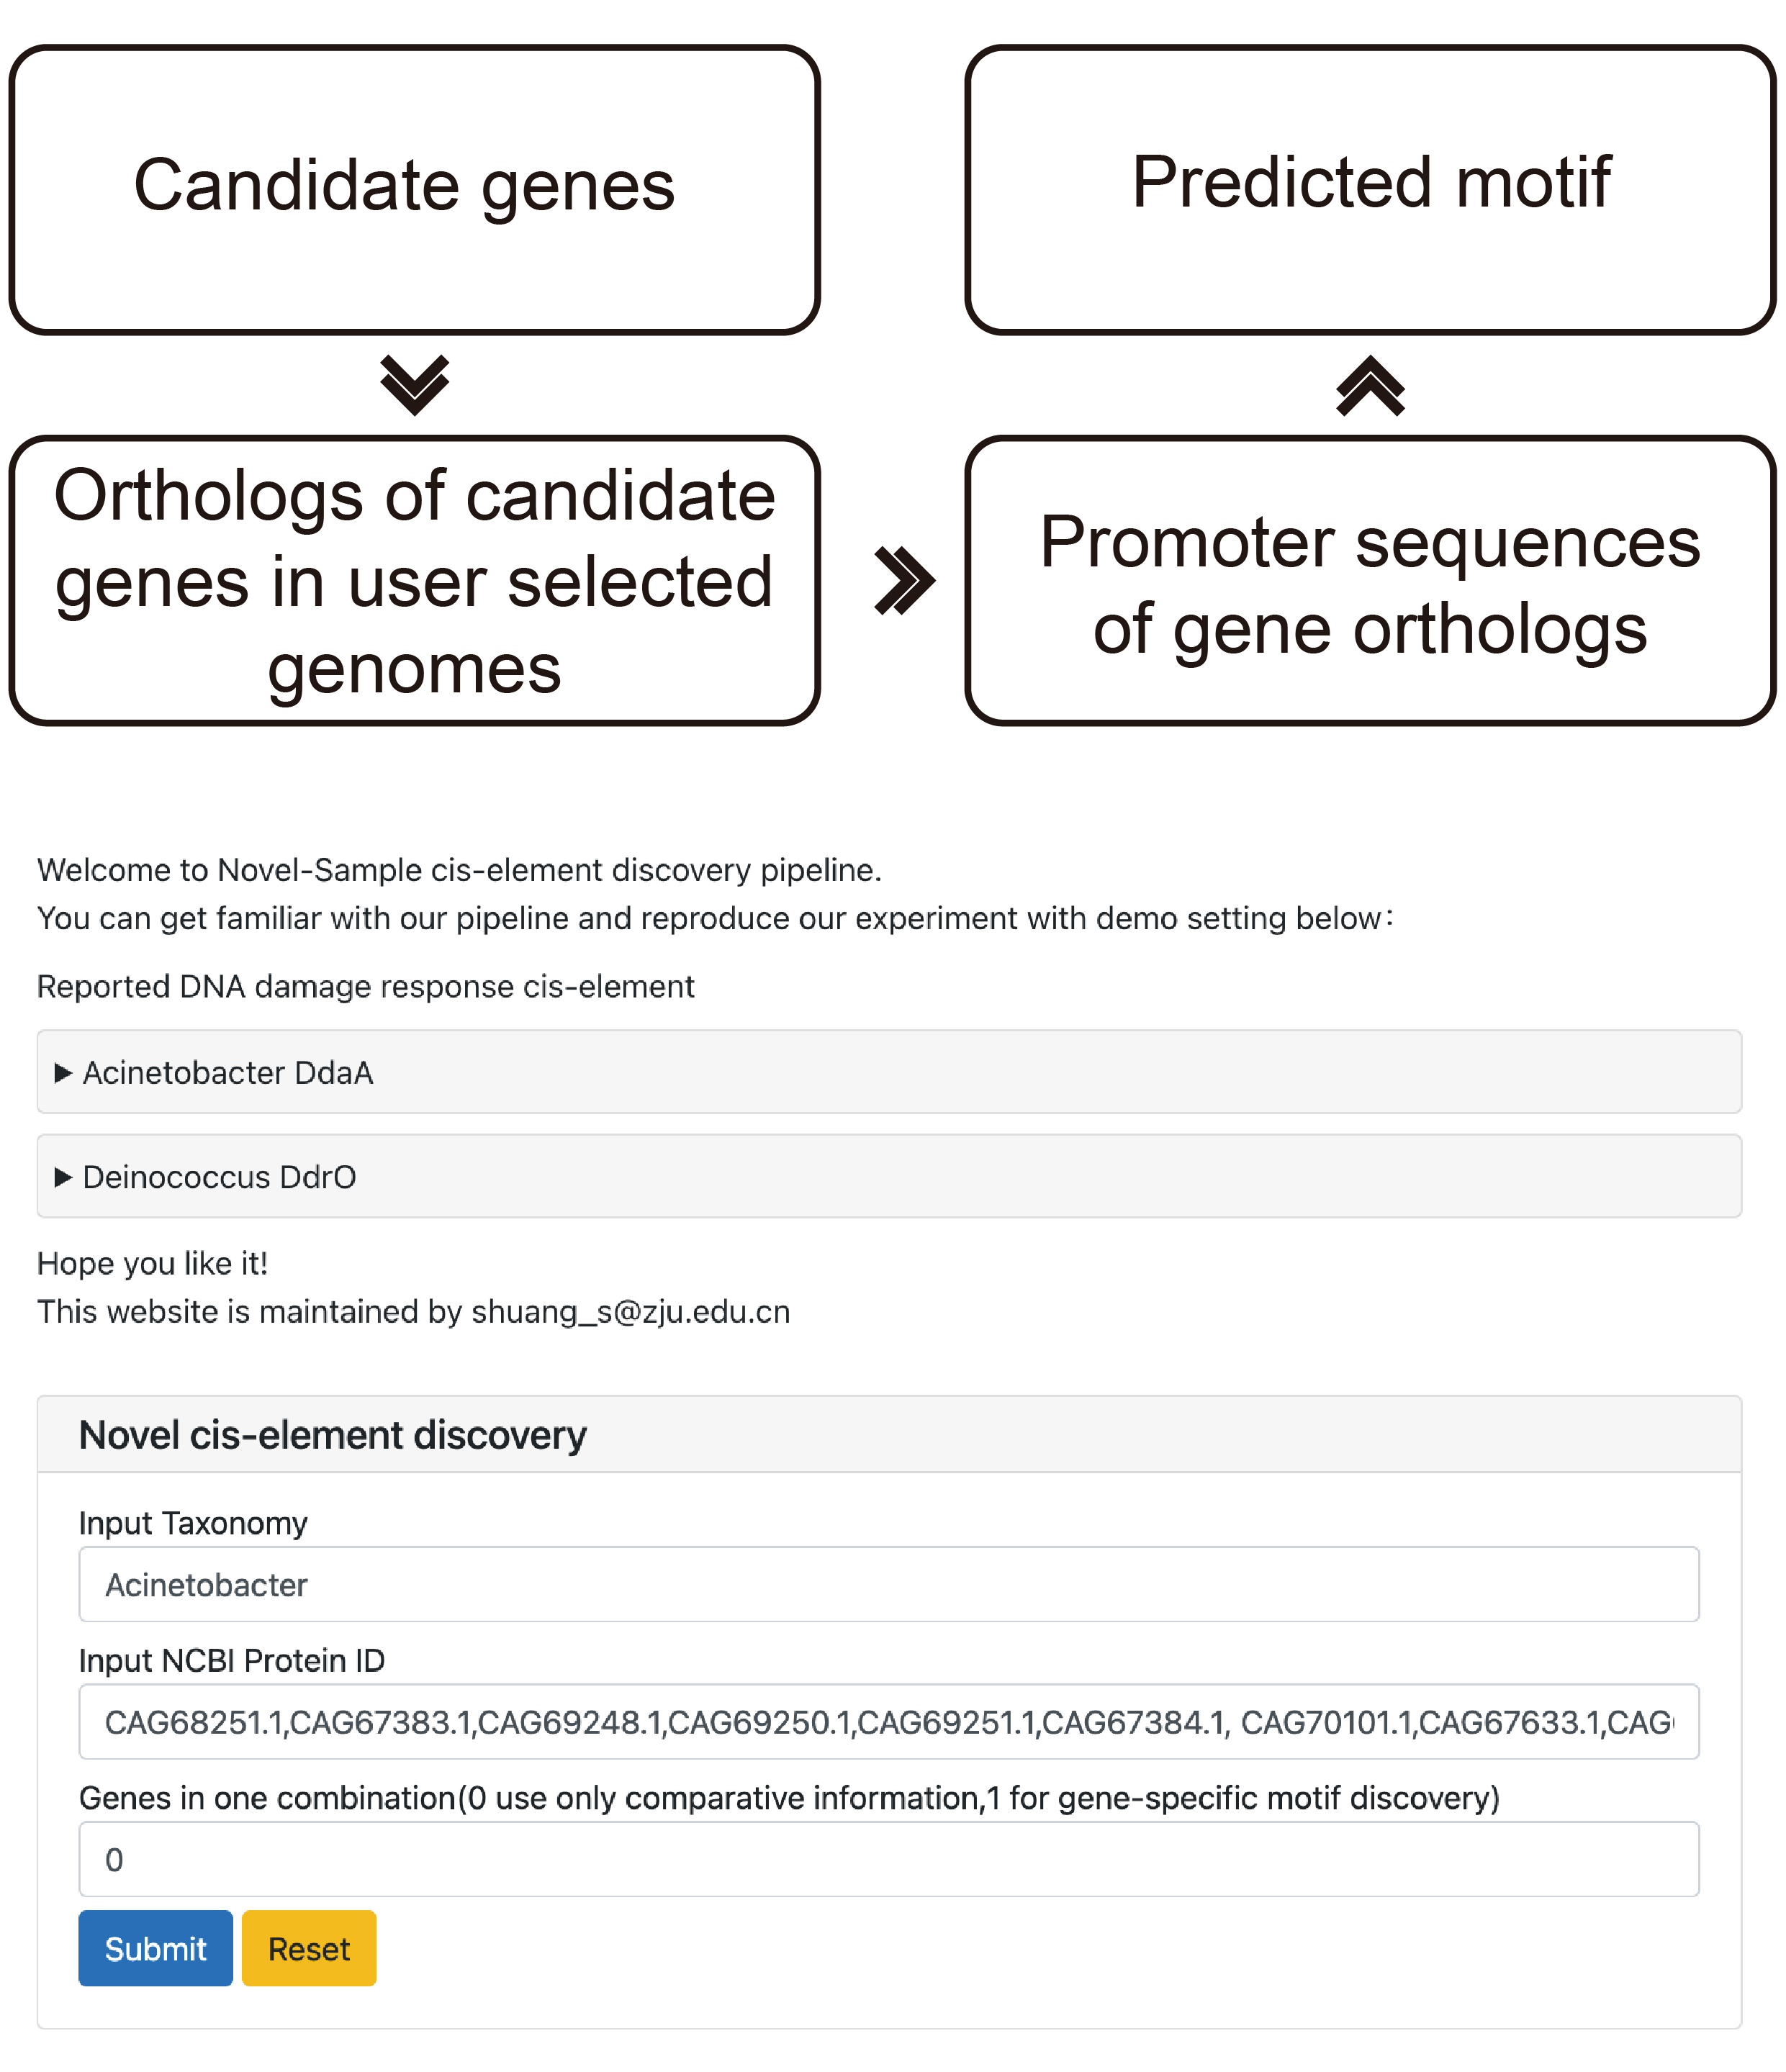 Candidate genes
Orthologs of candidate
genes in user selected
genomes
Promoter sequences
of gene orthologs
Predicted motif
Welcome to Novel-Sample cis-element discovery pipeline.
You can get familiar with our pipeline and reproduce our experiment with demo setting below:
Reported DNA damage response cis-element
Acinetobacter DdaA
Deinococcus DdrO
Hope you like it!
This website is maintained by shuang_s@zju.edu.cn
Novel cis-element discovery
Input Taxonomy
Acinetobacter
Input NCBI Protein ID
CAG68251.1,CAG67383.1,CAG69248.1,CAG69250.1,CAG69251.1,CAG67384.1, CAG70101.1,CAG67633.1,CAG
Genes in one combination(0 use only comparative information,1 for gene-specific motif discovery)
0
Submit Reset